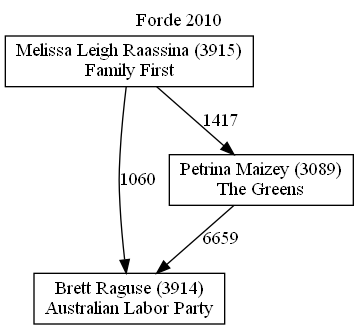 Forde 2010
Melissa Leigh Raassina (3915)
Family First
1417
Petrina Maizey (3089)
The Greens
1060
6659
Brett Raguse (3914)
Australian Labor Party